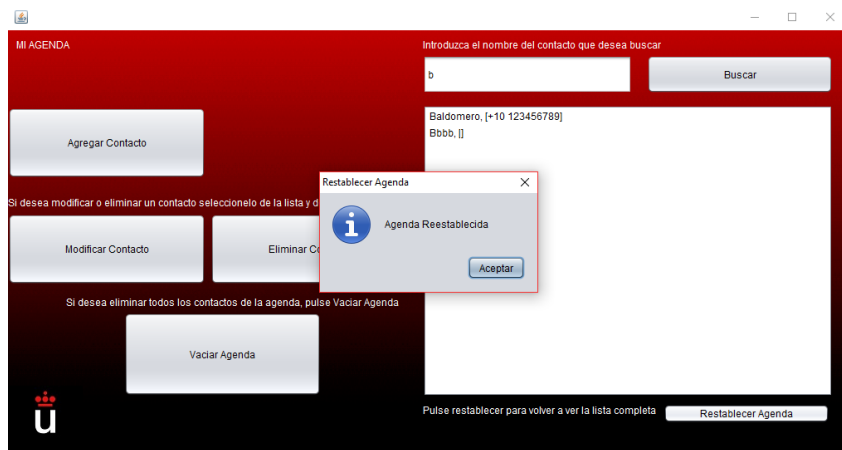 MI AGENDA
Introduzca el nombre del contacto que desea buscar
b
Buscar
Baldomero, [+10 123456789]
Bbbb, []
Agregar Contacto
Restablecer Agenda
Agenda Reestablecida
Aceptar
Si desea modificar o eliminar un contacto seleccionelo de la lista y d
Modificar Contacto
Eliminar Co
Si desea eliminar todos los contactos de la agenda, pulse Vaciar Agenda
Vaciar Agenda
Pulse restablecer para volver a ver la lista completa
Restablecer Agenda
ü